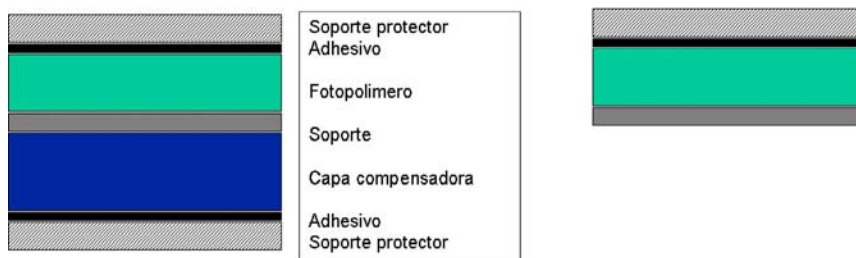 Soporte protector
Adhesivo
Fotopolimero
Soporte
Capa compensadora
Adhesivo
Soporte protector